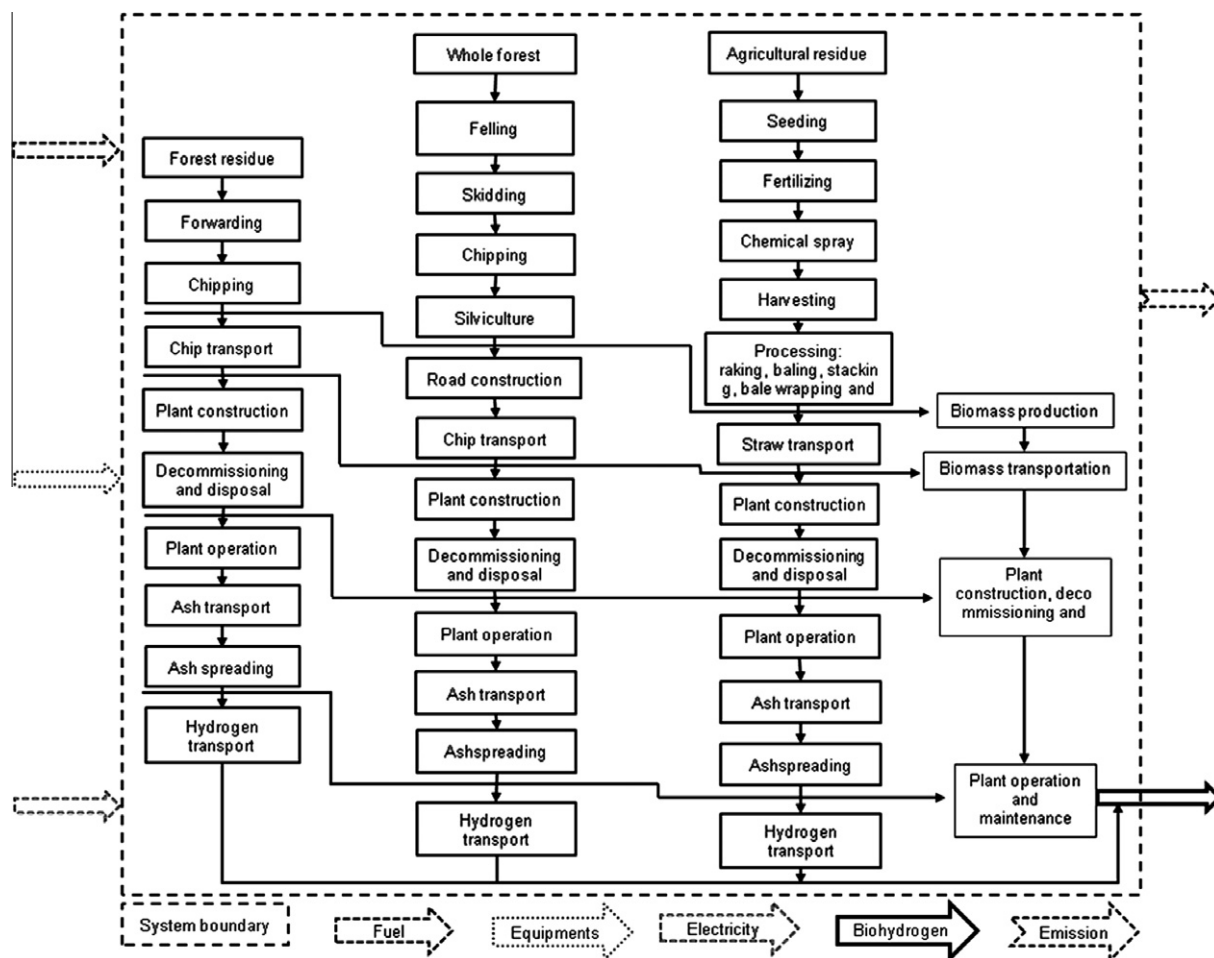 Forest residue
Forwarding
Chipping
Chip transport
Plant construction
Decommissioning
and disposal
Plant operation
Ash transport
Ash spreading
Hydrogen
transport
Whole forest
Felling
Skidding
Chipping
Silviculture
Road construction
Chip transport
Plant construction
Decommissioning
and disposal
Plant operation
Ash transport
Ashspreading
Hydrogen
transport
Agricultural residue
Seeding
Fertilizing
Chemical spray
Harvesting
Processing:
raking, baling, stackin
g, bale wrapping and
Straw transport
Plant construction
Decommissioning
and disposal
Plant operation
Ash transport
Ashspreading
Hydrogen
transport
Biomass production
Biomass transportation
Plant
construction, deco
mmissioning and
Plant operation
and
maintenance
System boundary
Fuel
Equipments
Electricity
Biohydrogen
Emission